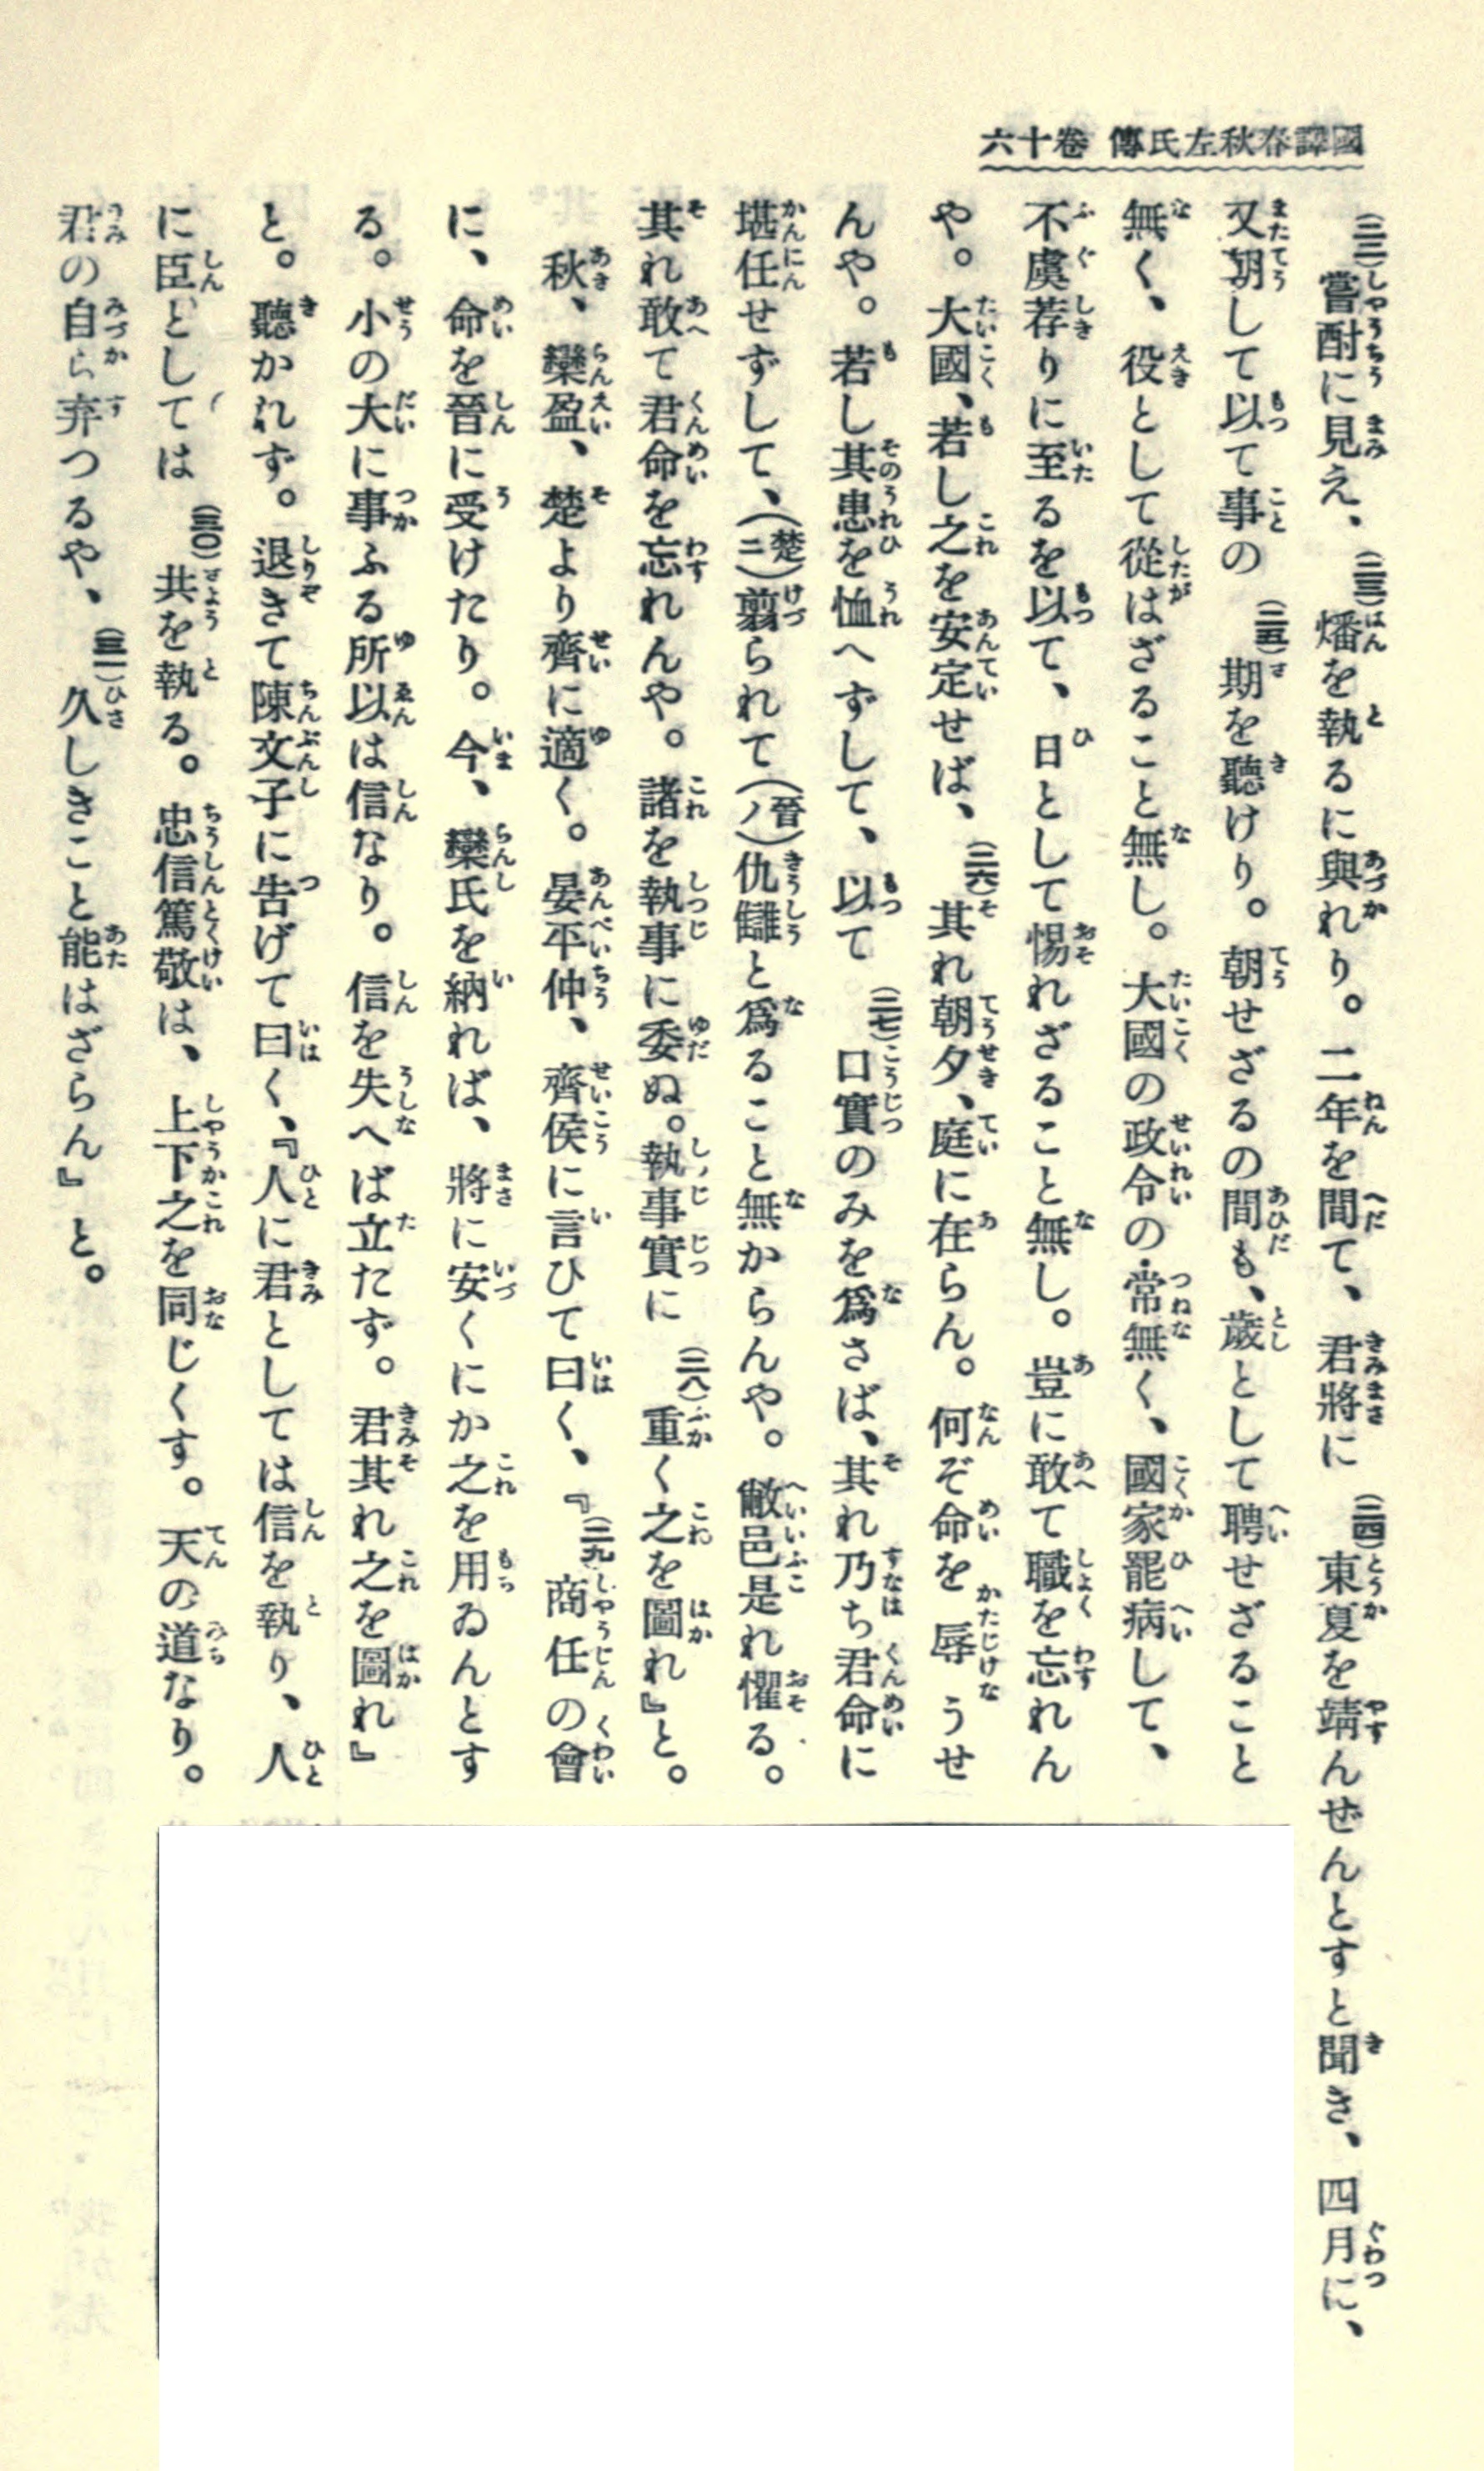 國譯春秋左氏傳 卷十六
(二二)嘗酎に見え、(二三)燔を執るに與れり。二年を間て、君將に(二四)東夏を靖んぜんとすと聞き、四月に、
又朝して以て事の(二五)期を聽けり。朝せざるの間も、歲として聘せざること
無く、役として從はざること無し。大國の政令の常無く、國家罷病して、
不虞荐りに至るを以て、日として惕れざること無し。豈に敢て職を忘れん
や。大國、若し之を安定せば、(二六)其れ朝夕、庭に在らん。何ぞ命を辱うせ
んや。若し其患を恤へずして、以て(二七)口實のみを爲さば、其れ乃ち君命に
堪任せずして、(楚ニ)翦られて(晉ノ)仇讎と爲ること無からんや。敝邑是れ懼る。
其れ敢て君命を忘れんや。諸を執事に委ぬ。執事實に(二八)重く之を圖れ』と。
秋、欒盈、楚より齊に適く。晏平仲、齊侯に言ひて曰く、『(二九)商任の會
に、命を晉に受けたり。今、欒氏を納れば、將に安くにか之を用ゐんとす
る。小の大に事ふる所以は信なり。信を失へば立たず。君其れ之を圖れ』
と。聽かれず。退きて陳文子に告げて曰く、『人に君としては信を執り、人
に臣としては(三〇)共を執る。忠信篤敬は、上下之を同じくす。天の道なり。
君の自ら弃つるや、(三一)久しきこと能はざらん』と。